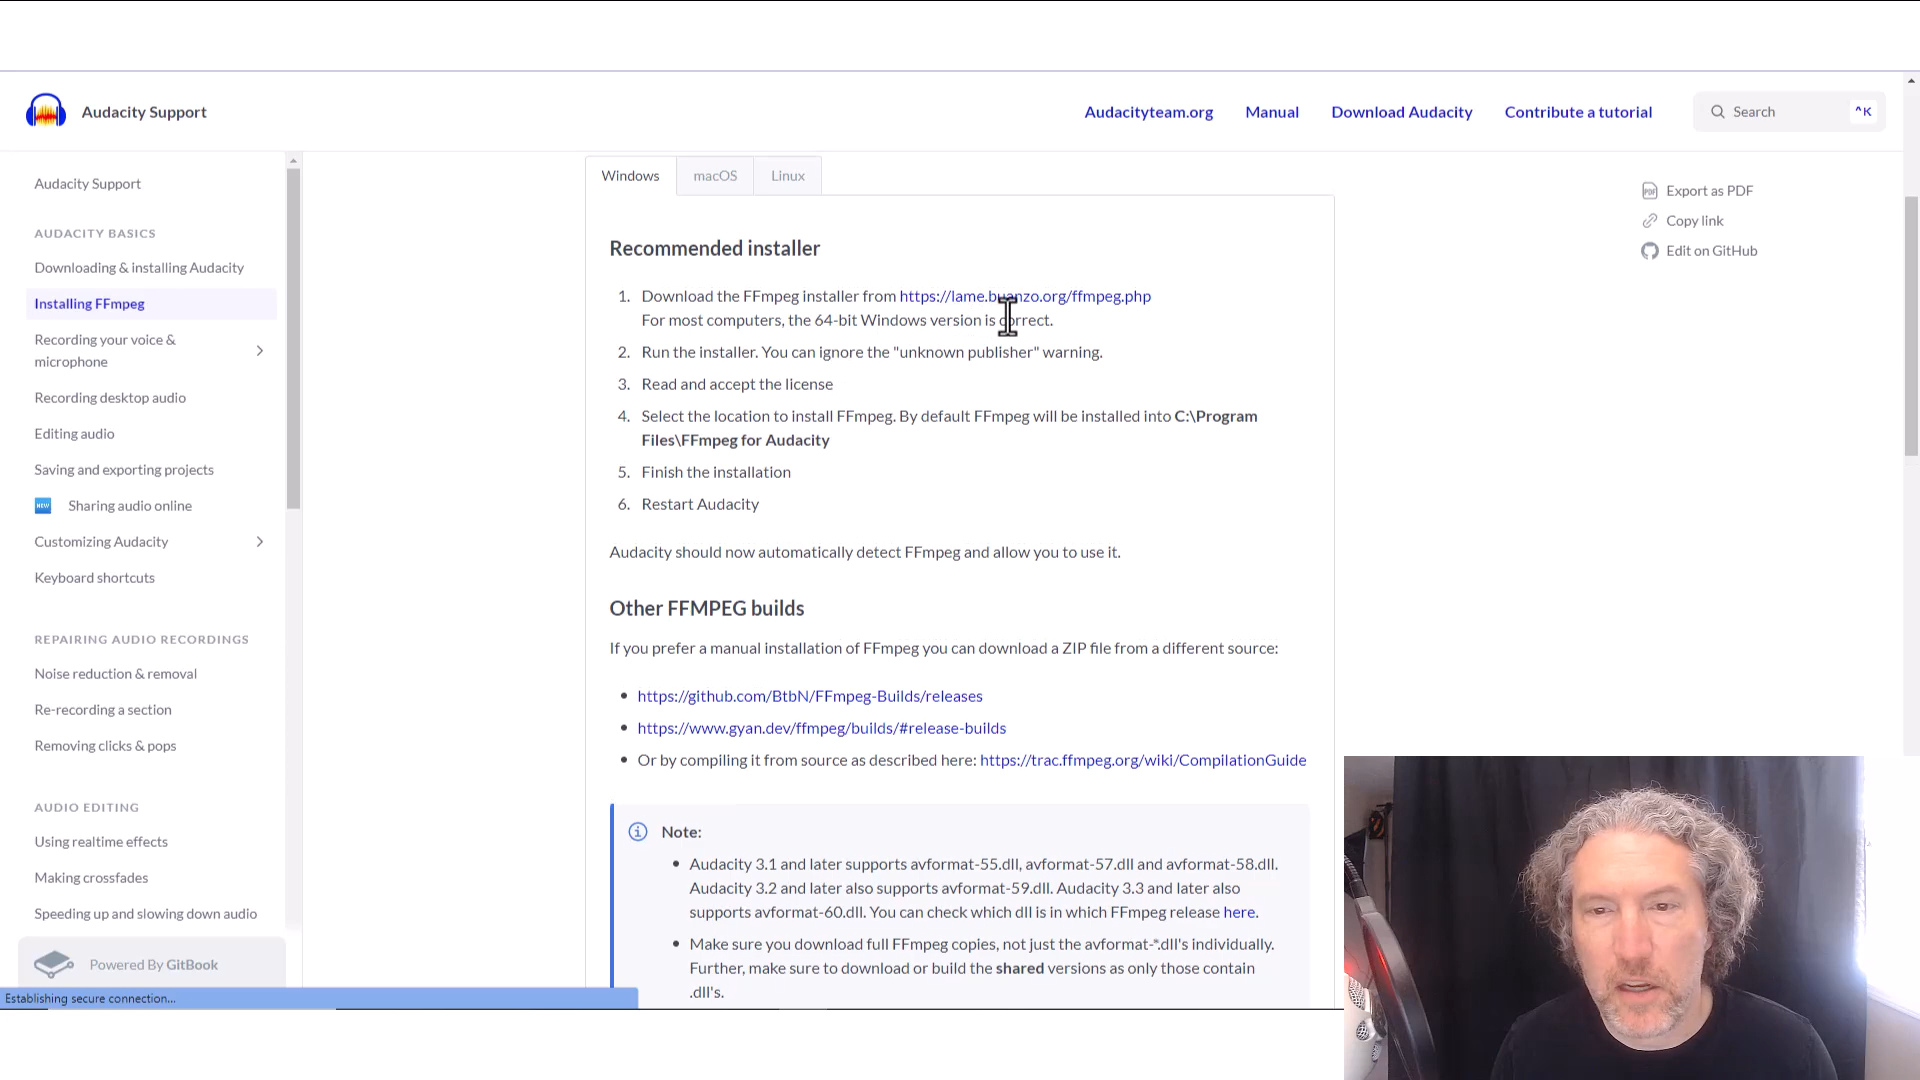 Audacity Support
Audacityteam.org
Manual
Download Audacity
Contribute a tutorial
Search
^K
Audacity Support
AUDACITY BASICS
Downloading & installing Audacity
Installing FFmpeg
Recording your voice &
microphone
Recording desktop audio
Editing audio
Saving and exporting projects
NEW
Sharing audio online
Customizing Audacity
Keyboard shortcuts
REPAIRING AUDIO RECORDINGS
Noise reduction & removal
Re-recording a section
Removing clicks & pops
AUDIO EDITING
Using realtime effects
Making crossfades
Speeding up and slowing down audio
Powered By GitBook
Establishing secure connection...
Windows
macOS
Linux
Recommended installer
1. Download the FFmpeg installer from https://lame.buanzo.org/ffmpeg.php
For most computers, the 64-bit Windows version is correct.
2. Run the installer. You can ignore the "unknown publisher" warning.
3. Read and accept the license
4. Select the location to install FFmpeg. By default FFmpeg will be installed into C:\Program
Files\FFmpeg for Audacity
5. Finish the installation
6. Restart Audacity
Audacity should now automatically detect FFmpeg and allow you to use it.
Other FFMPEG builds
If you prefer a manual installation of FFmpeg you can download a ZIP file from a different source:
• https://github.com/BtbN/FFmpeg-Builds/releases
• https://www.gyan.dev/ffmpeg/builds/#release-builds
• Or by compiling it from source as described here: https://trac.ffmpeg.org/wiki/CompilationGuide
Note:
• Audacity 3.1 and later supports avformat-55.dll, avformat-57.dll and avformat-58.dll.
Audacity 3.2 and later also supports avformat-59.dll. Audacity 3.3 and later also
supports avformat-60.dll. You can check which dll is in which FFmpeg release here.
• Make sure you download full FFmpeg copies, not just the avformat-*.dll's individually.
Further, make sure to download or build the shared versions as only those contain
.dll's.
PDF
Export as PDF
Copy link
Edit on GitHub